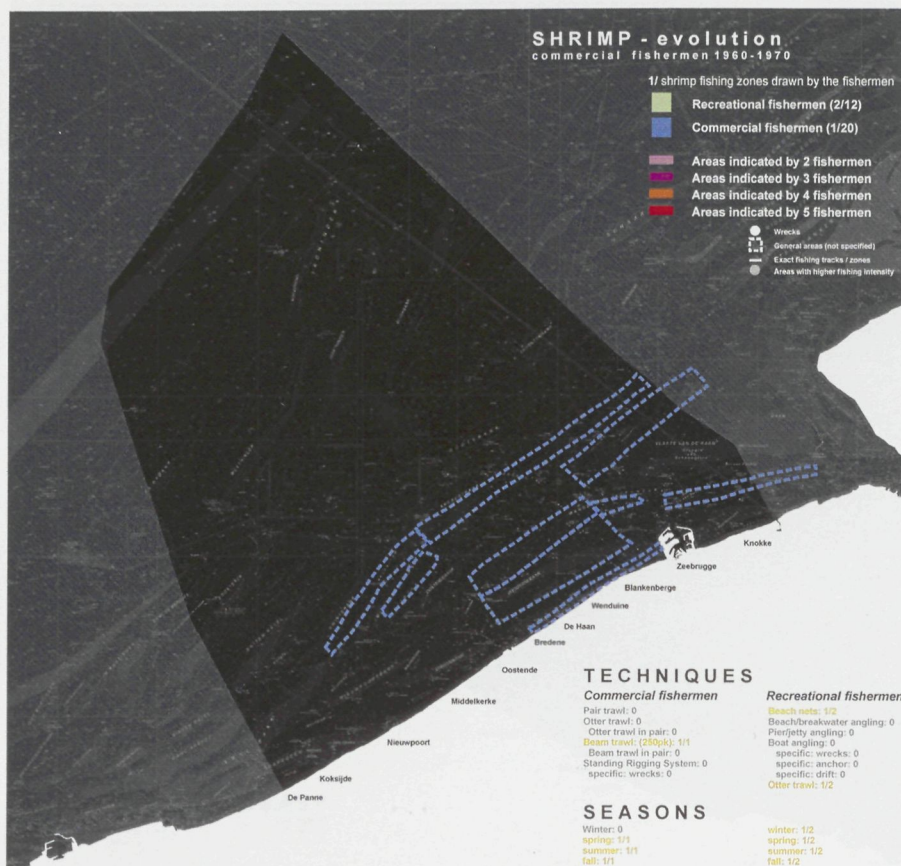 SHRIMP - evolution
commercial fishermen 1960-1970
1/ shrimp fishing zones drawn by the fishermen
Recreational fishermen (2/12)
Commercial fishermen (1/20)
Areas indicated by 2 fishermen
Areas indicated by 3 fishermen
Areas indicated by 4 fishermen
Areas indicated by 5 fishermen
Wrecks
General areas (not specified)
Exact fishing tracks / zones
Areas with higher fishing intensity
Knokke
Zeebrugge
Blankenberge
Wenduine
De Haan
Bredene
Oostende
Middelkerke
Nieuwpoort
Koksijde
De Panne
TECHNIQUES
Commercial fishermen
Pair trawl: 0
Otter trawl: 0
Otter trawl in pair: 0
Beam trawl: (250pk): 1/1
Beam trawl in pair: 0
Standing Rigging System: 0
specific: wrecks: 0
Recreational fishermen
Beach nets: 1/2
Beach/breakwater angling: 0
Pier/jetty angling: 0
Boat angling: 0
specific: wrecks: 0
specific: anchor: 0
specific: drift: 0
Otter trawl: 1/2
SEASONS
Winter: 0
spring: 1/1
summer: 1/1
fall: 1/1
winter: 1/2
spring: 1/2
summer: 1/2
fall: 1/2